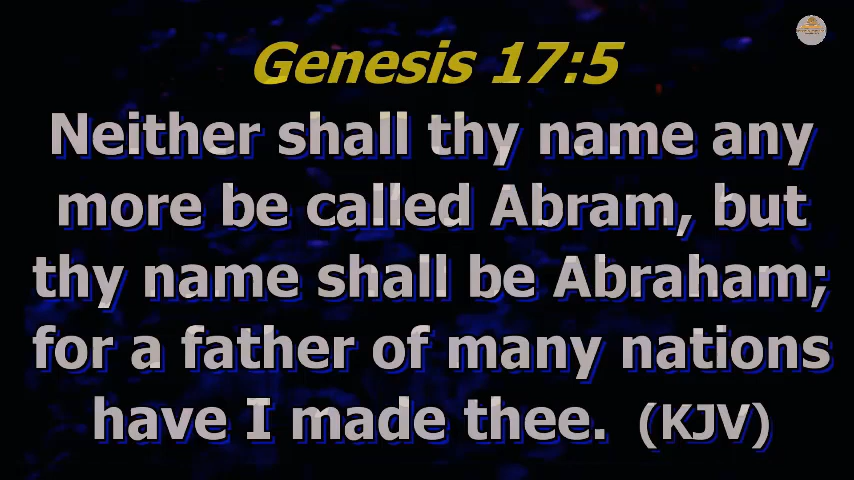 Genesis 17:5
Neither shall thy name any
more be called Abram, but
thy name shall be Abraham;
for a father of many nations
have I made thee. (KJV)